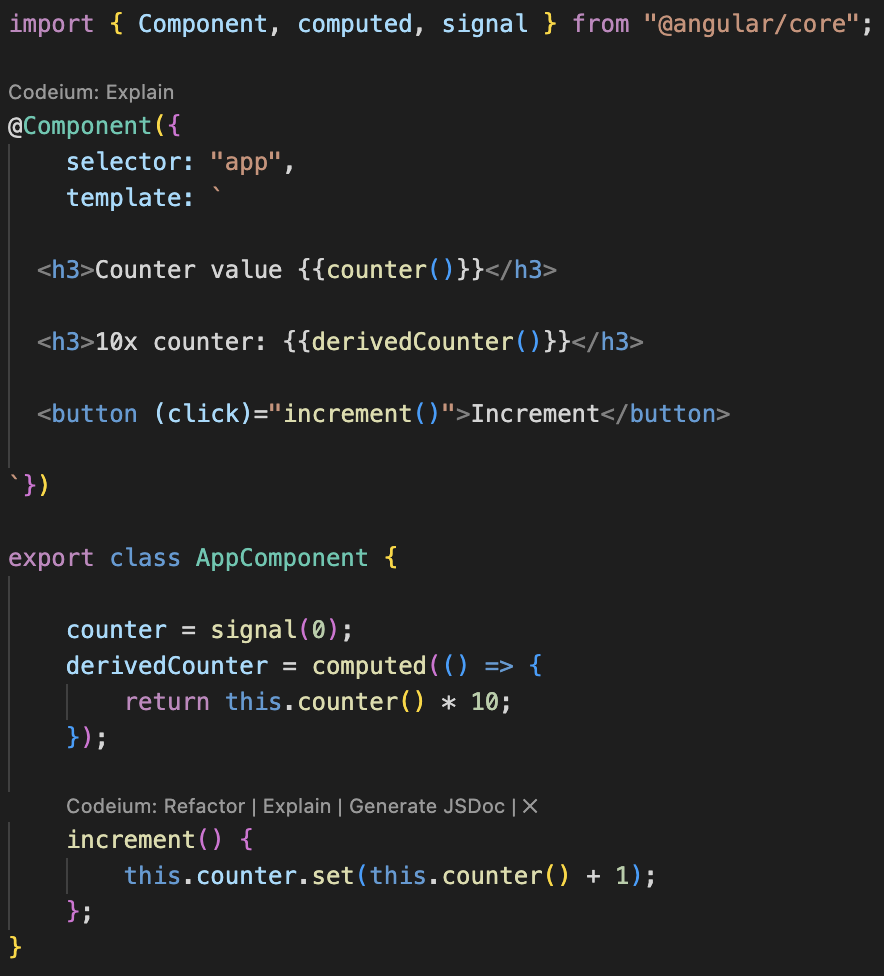 import { Component, computed, signal } from "@angular/core";
Codeium: Explain
@Component({
selector: "app",
template: `
<h3>Counter value {{counter()}}</h3>
<h3>10x counter: {{derivedCounter()}}</h3>
<button (click)="increment()">Increment</button>
`})
export class AppComponent {
counter = signal(0);
derivedCounter = computed(() => {
return this.counter() * 10;
});
Codeium: Refactor | Explain | Generate JSDoc | ✕
increment() {
this.counter.set(this.counter() + 1);
};
}